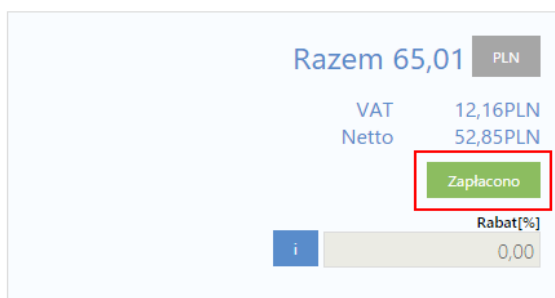 Razem 65,01 PLN
VAT 12,16PLN
Netto 52,85PLN
Zapłacono
Rabat[%]
i 0,00